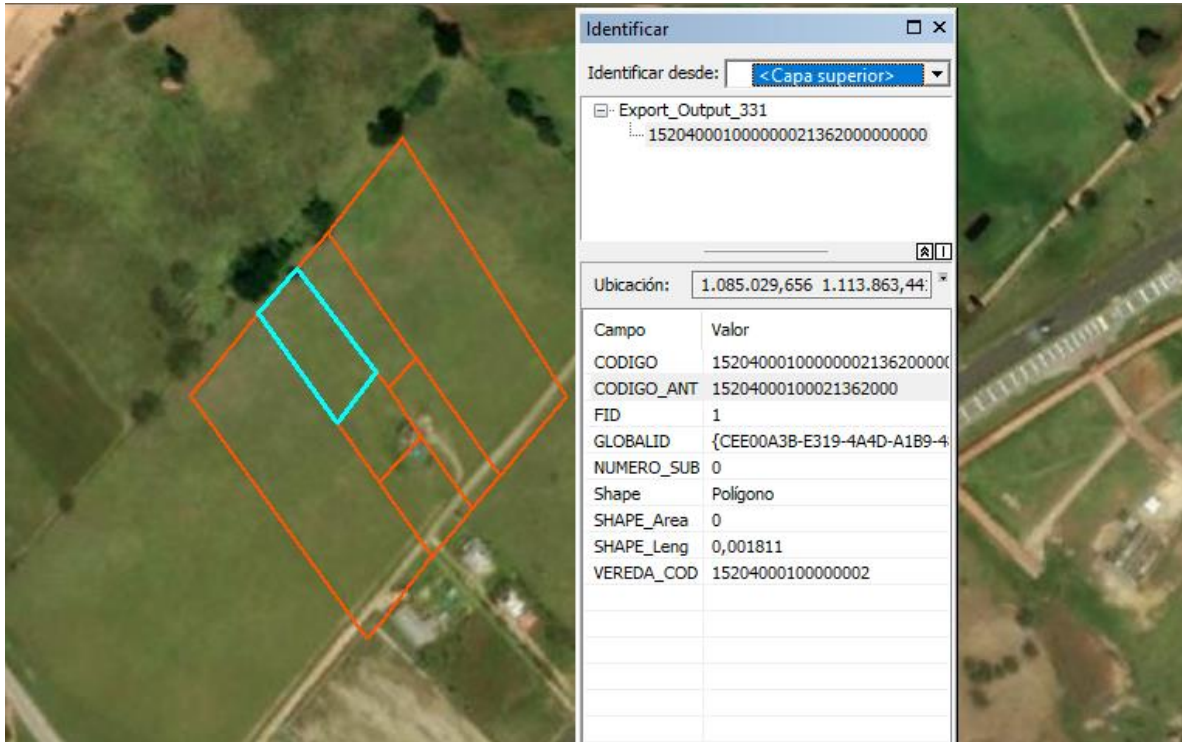 Identificar
Identificar desde: <Capa superior>
Export_Output_331
152040001000000021362000000000
Ubicación: 1.085.029,656 1.113.863,44
Campo Valor
CODIGO 1520400010000000213620000
CODIGO_ANT 15204000100021362000
FID 1
GLOBALID {CEE00A3B-E319-4A4D-A1B9-4
NUMERO_SUB 0
Shape Polígono
SHAPE_Area 0
SHAPE_Leng 0,001811
VEREDA_COD 15204000100000002